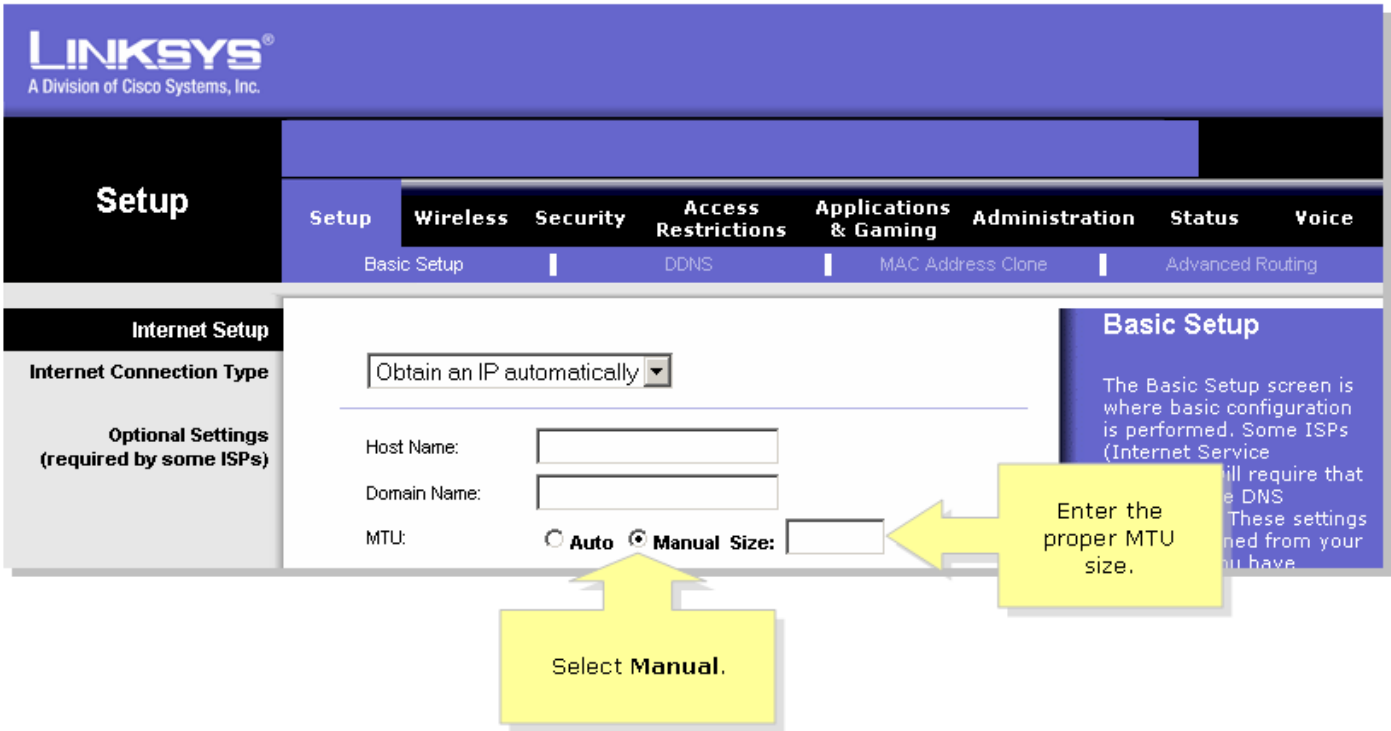 LINKSYS®
A Division of Cisco Systems, Inc.
Setup
Setup
Wireless
Security
Access
Restrictions
Applications
& Gaming
Administration
Status
Voice
Basic Setup
DDNS
MAC Address Clone
Advanced Routing
Internet Setup
Internet Connection Type
Obtain an IP automatically
Optional Settings
(required by some ISPs)
Host Name:
Domain Name:
MTU:
Auto
Manual Size:
Enter the
proper MTU
size.
Select Manual.
Basic Setup
The Basic Setup screen is
where basic configuration
is performed. Some ISPs
(Internet Service
require that
DNS
These settings
from your
have